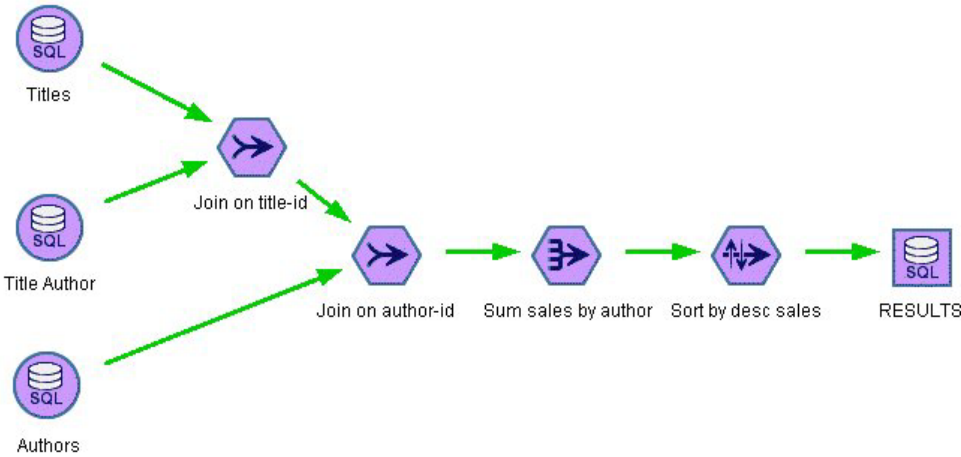 SQL
Titles
Join on title-id
SQL
Title Author
Join on author-id
Sum sales by author
Sort by desc sales
SQL
RESULTS
SQL
Authors